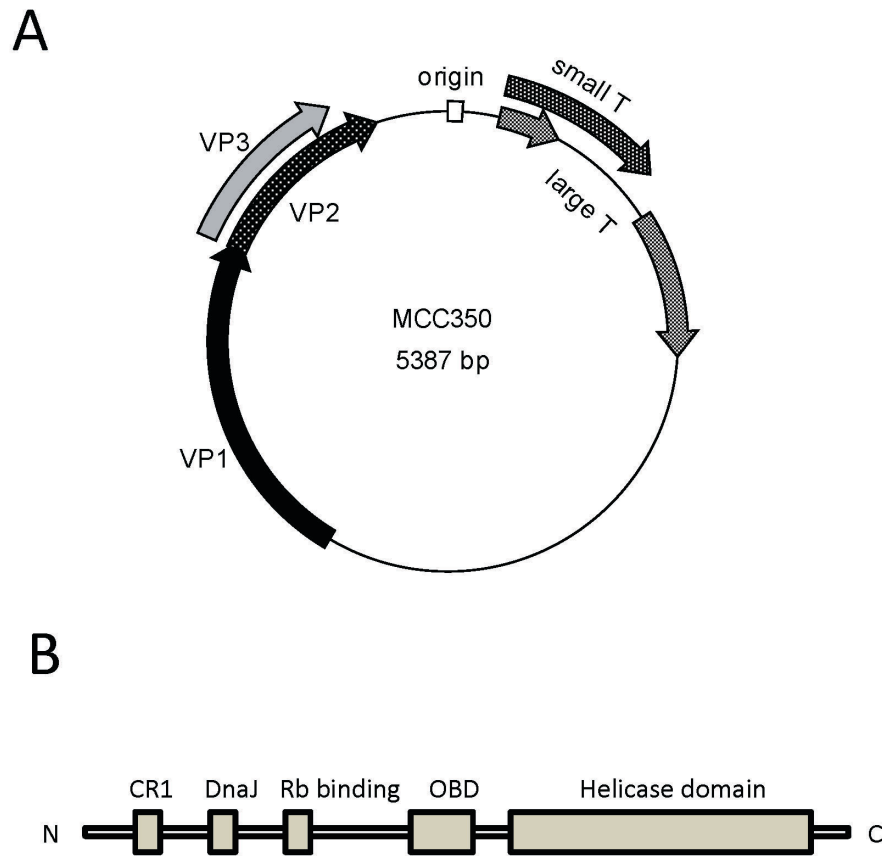 A
origin
small T
VP3
VP2
large T
MCC350
5387 bp
VP1
B
CR1 DnaJ Rb binding OBD Helicase domain
N C